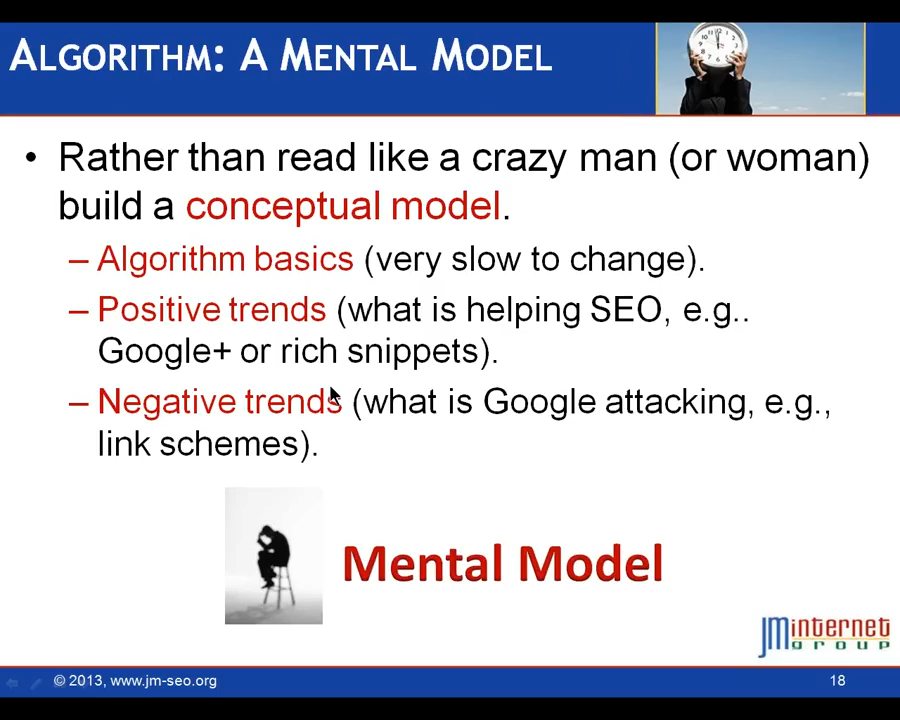 ALGORITHM: A MENTAL MODEL
• Rather than read like a crazy man (or woman)
build a conceptual model.
– Algorithm basics (very slow to change).
– Positive trends (what is helping SEO, e.g..
Google+ or rich snippets).
– Negative trends (what is Google attacking, e.g.,
link schemes).
Mental Model
JMinternet
GROUP
© 2013, www.jm-seo.org
18